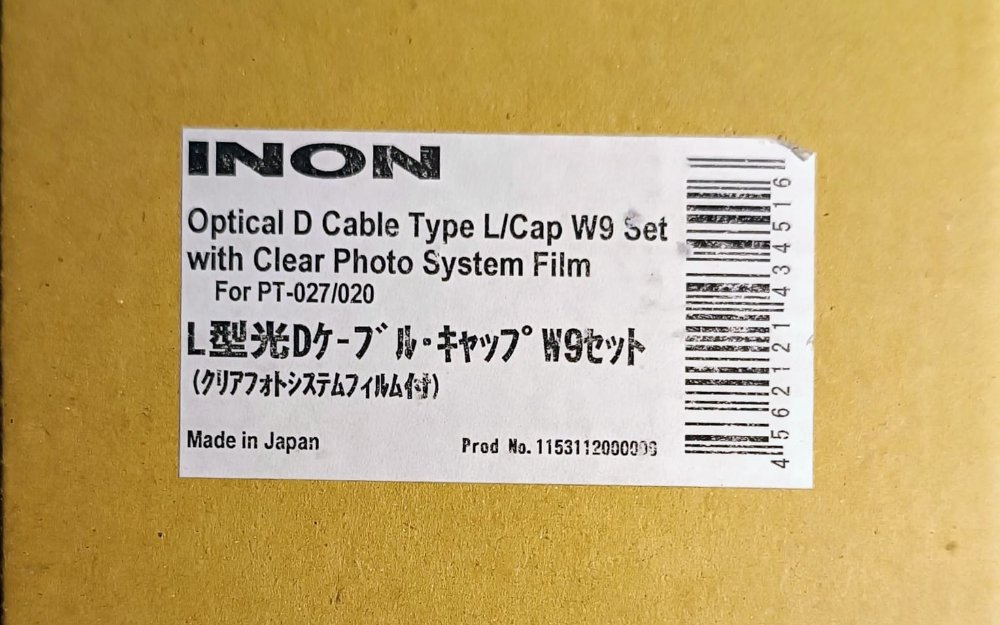 INON
Optical D Cable Type L/Cap W9 Set
with Clear Photo System Film
For PT-027/020
L型光Dｹｰﾌﾞﾙ・ｷｬｯﾌﾟW9ｾｯﾄ
(ｸﾘｱﾌｫﾄｼｽﾃﾑﾌｨﾙﾑ付)
Made in Japan
Prod No.
4562121434516